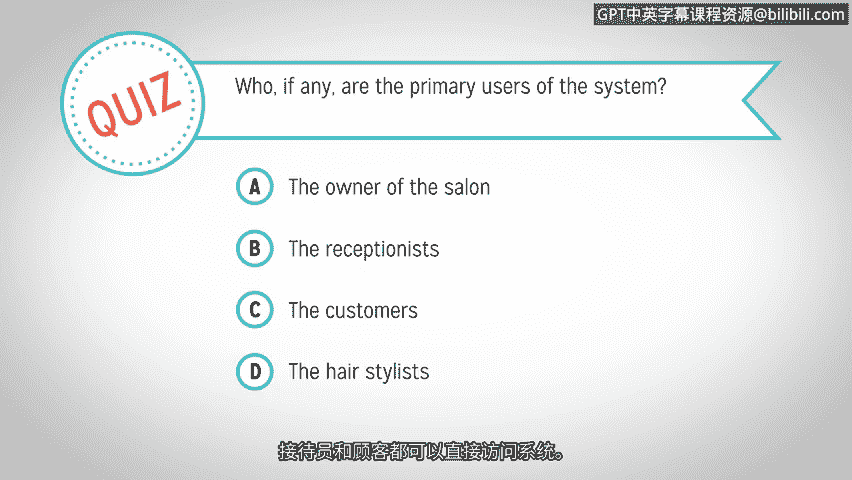 GPT中英字幕课程资源@bilibili.com
QUIZ
Who, if any, are the primary users of the system?
A The owner of the salon
B The receptionists
C The customers
D The hair stylists
接待员和顾客都可以直接访问系统。